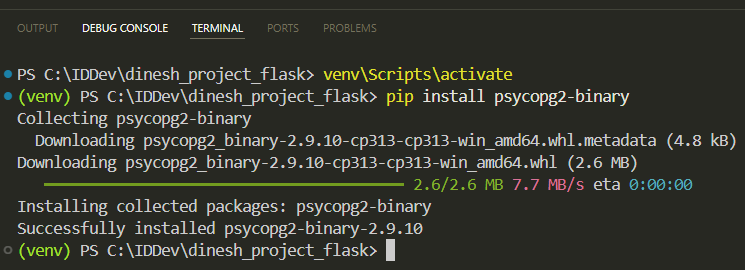 OUTPUT DEBUG CONSOLE TERMINAL PORTS PROBLEMS
PS C:\IDDev\dinesh_project_flask> venv\Scripts\activate
(venv) PS C:\IDDev\dinesh_project_flask> pip install psycopg2-binary
Collecting psycopg2-binary
  Downloading psycopg2_binary-2.9.10-cp313-cp313-win_amd64.whl.metadata (4.8 kB)
Downloading psycopg2_binary-2.9.10-cp313-cp313-win_amd64.whl (2.6 MB)
2.6/2.6 MB 7.7 MB/s eta 0:00:00
Installing collected packages: psycopg2-binary
Successfully installed psycopg2-binary-2.9.10
(venv) PS C:\IDDev\dinesh_project_flask>